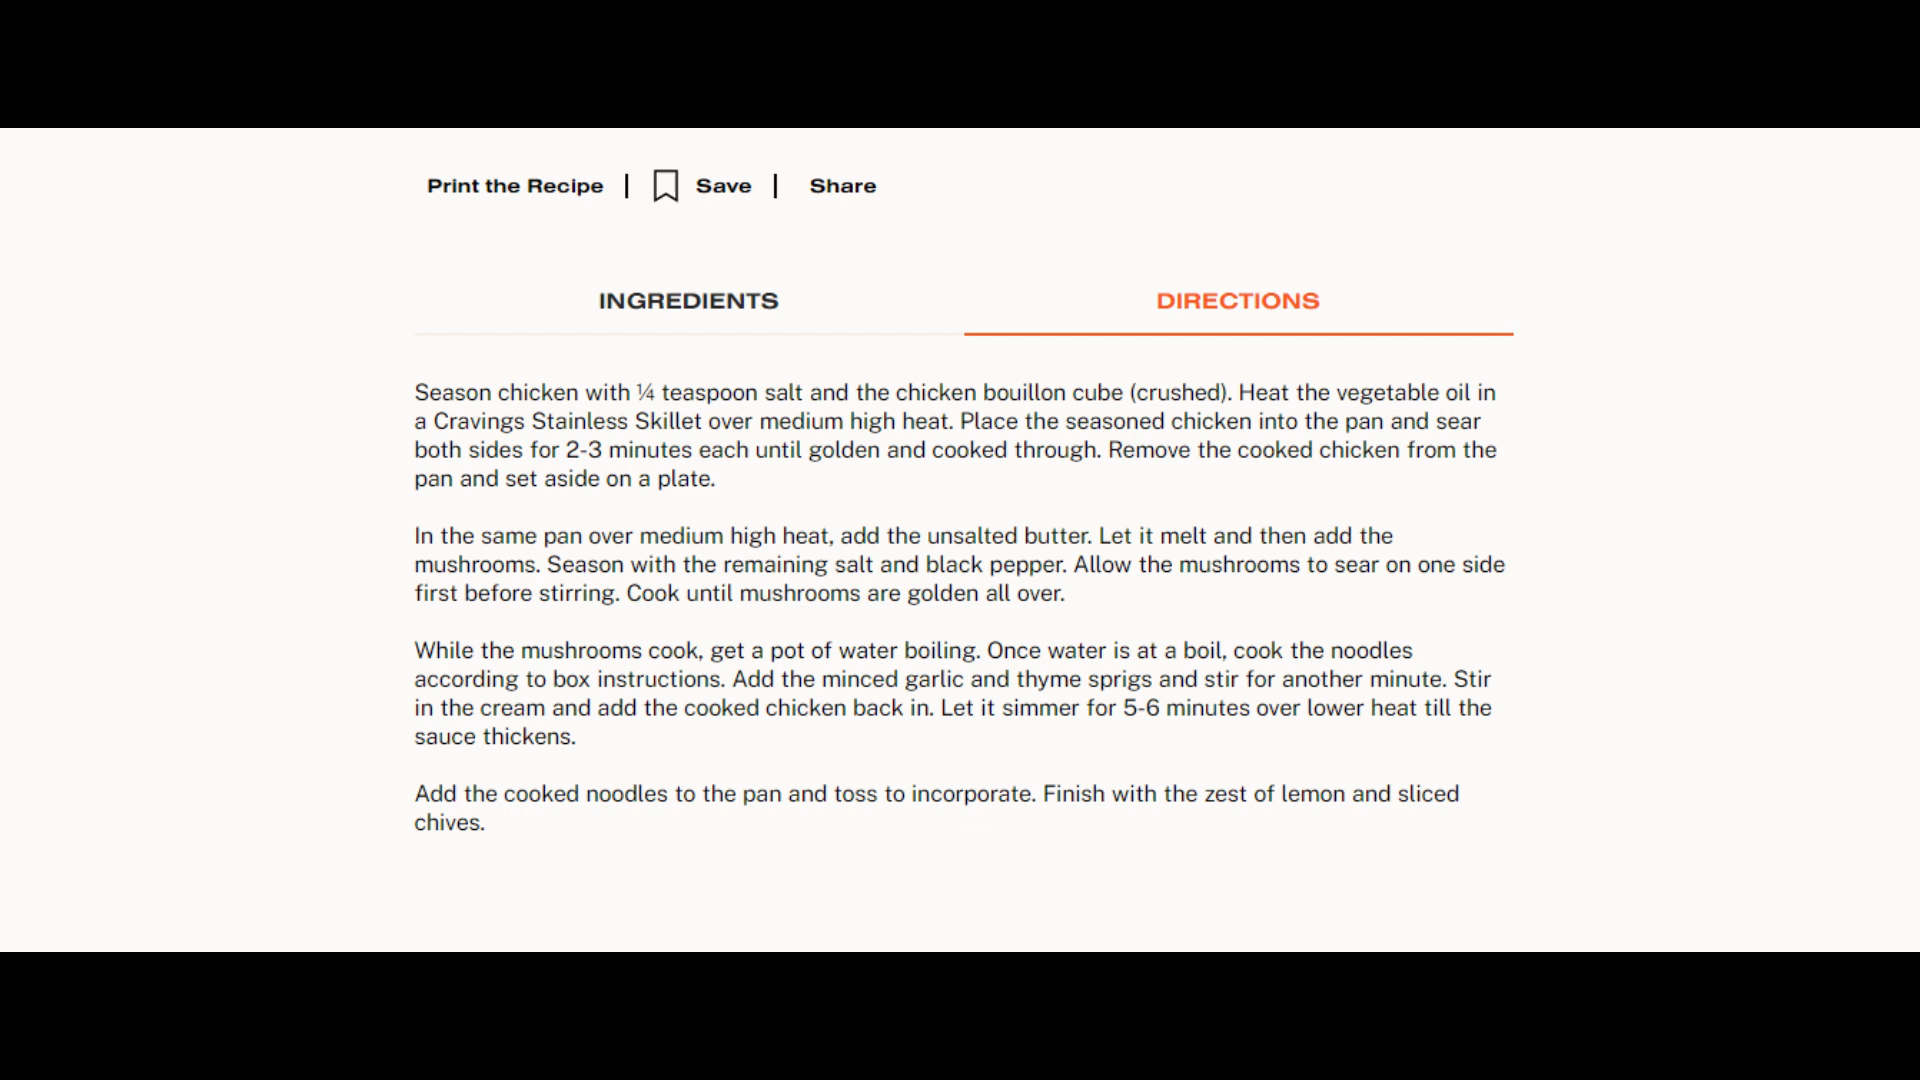 Print the Recipe | Save | Share
INGREDIENTS
DIRECTIONS
Season chicken with ¼ teaspoon salt and the chicken bouillon cube (crushed). Heat the vegetable oil in
a Cravings Stainless Skillet over medium high heat. Place the seasoned chicken into the pan and sear
both sides for 2-3 minutes each until golden and cooked through. Remove the cooked chicken from the
pan and set aside on a plate.
In the same pan over medium high heat, add the unsalted butter. Let it melt and then add the
mushrooms. Season with the remaining salt and black pepper. Allow the mushrooms to sear on one side
first before stirring. Cook until mushrooms are golden all over.
While the mushrooms cook, get a pot of water boiling. Once water is at a boil, cook the noodles
according to box instructions. Add the minced garlic and thyme sprigs and stir for another minute. Stir
in the cream and add the cooked chicken back in. Let it simmer for 5-6 minutes over lower heat till the
sauce thickens.
Add the cooked noodles to the pan and toss to incorporate. Finish with the zest of lemon and sliced
chives.